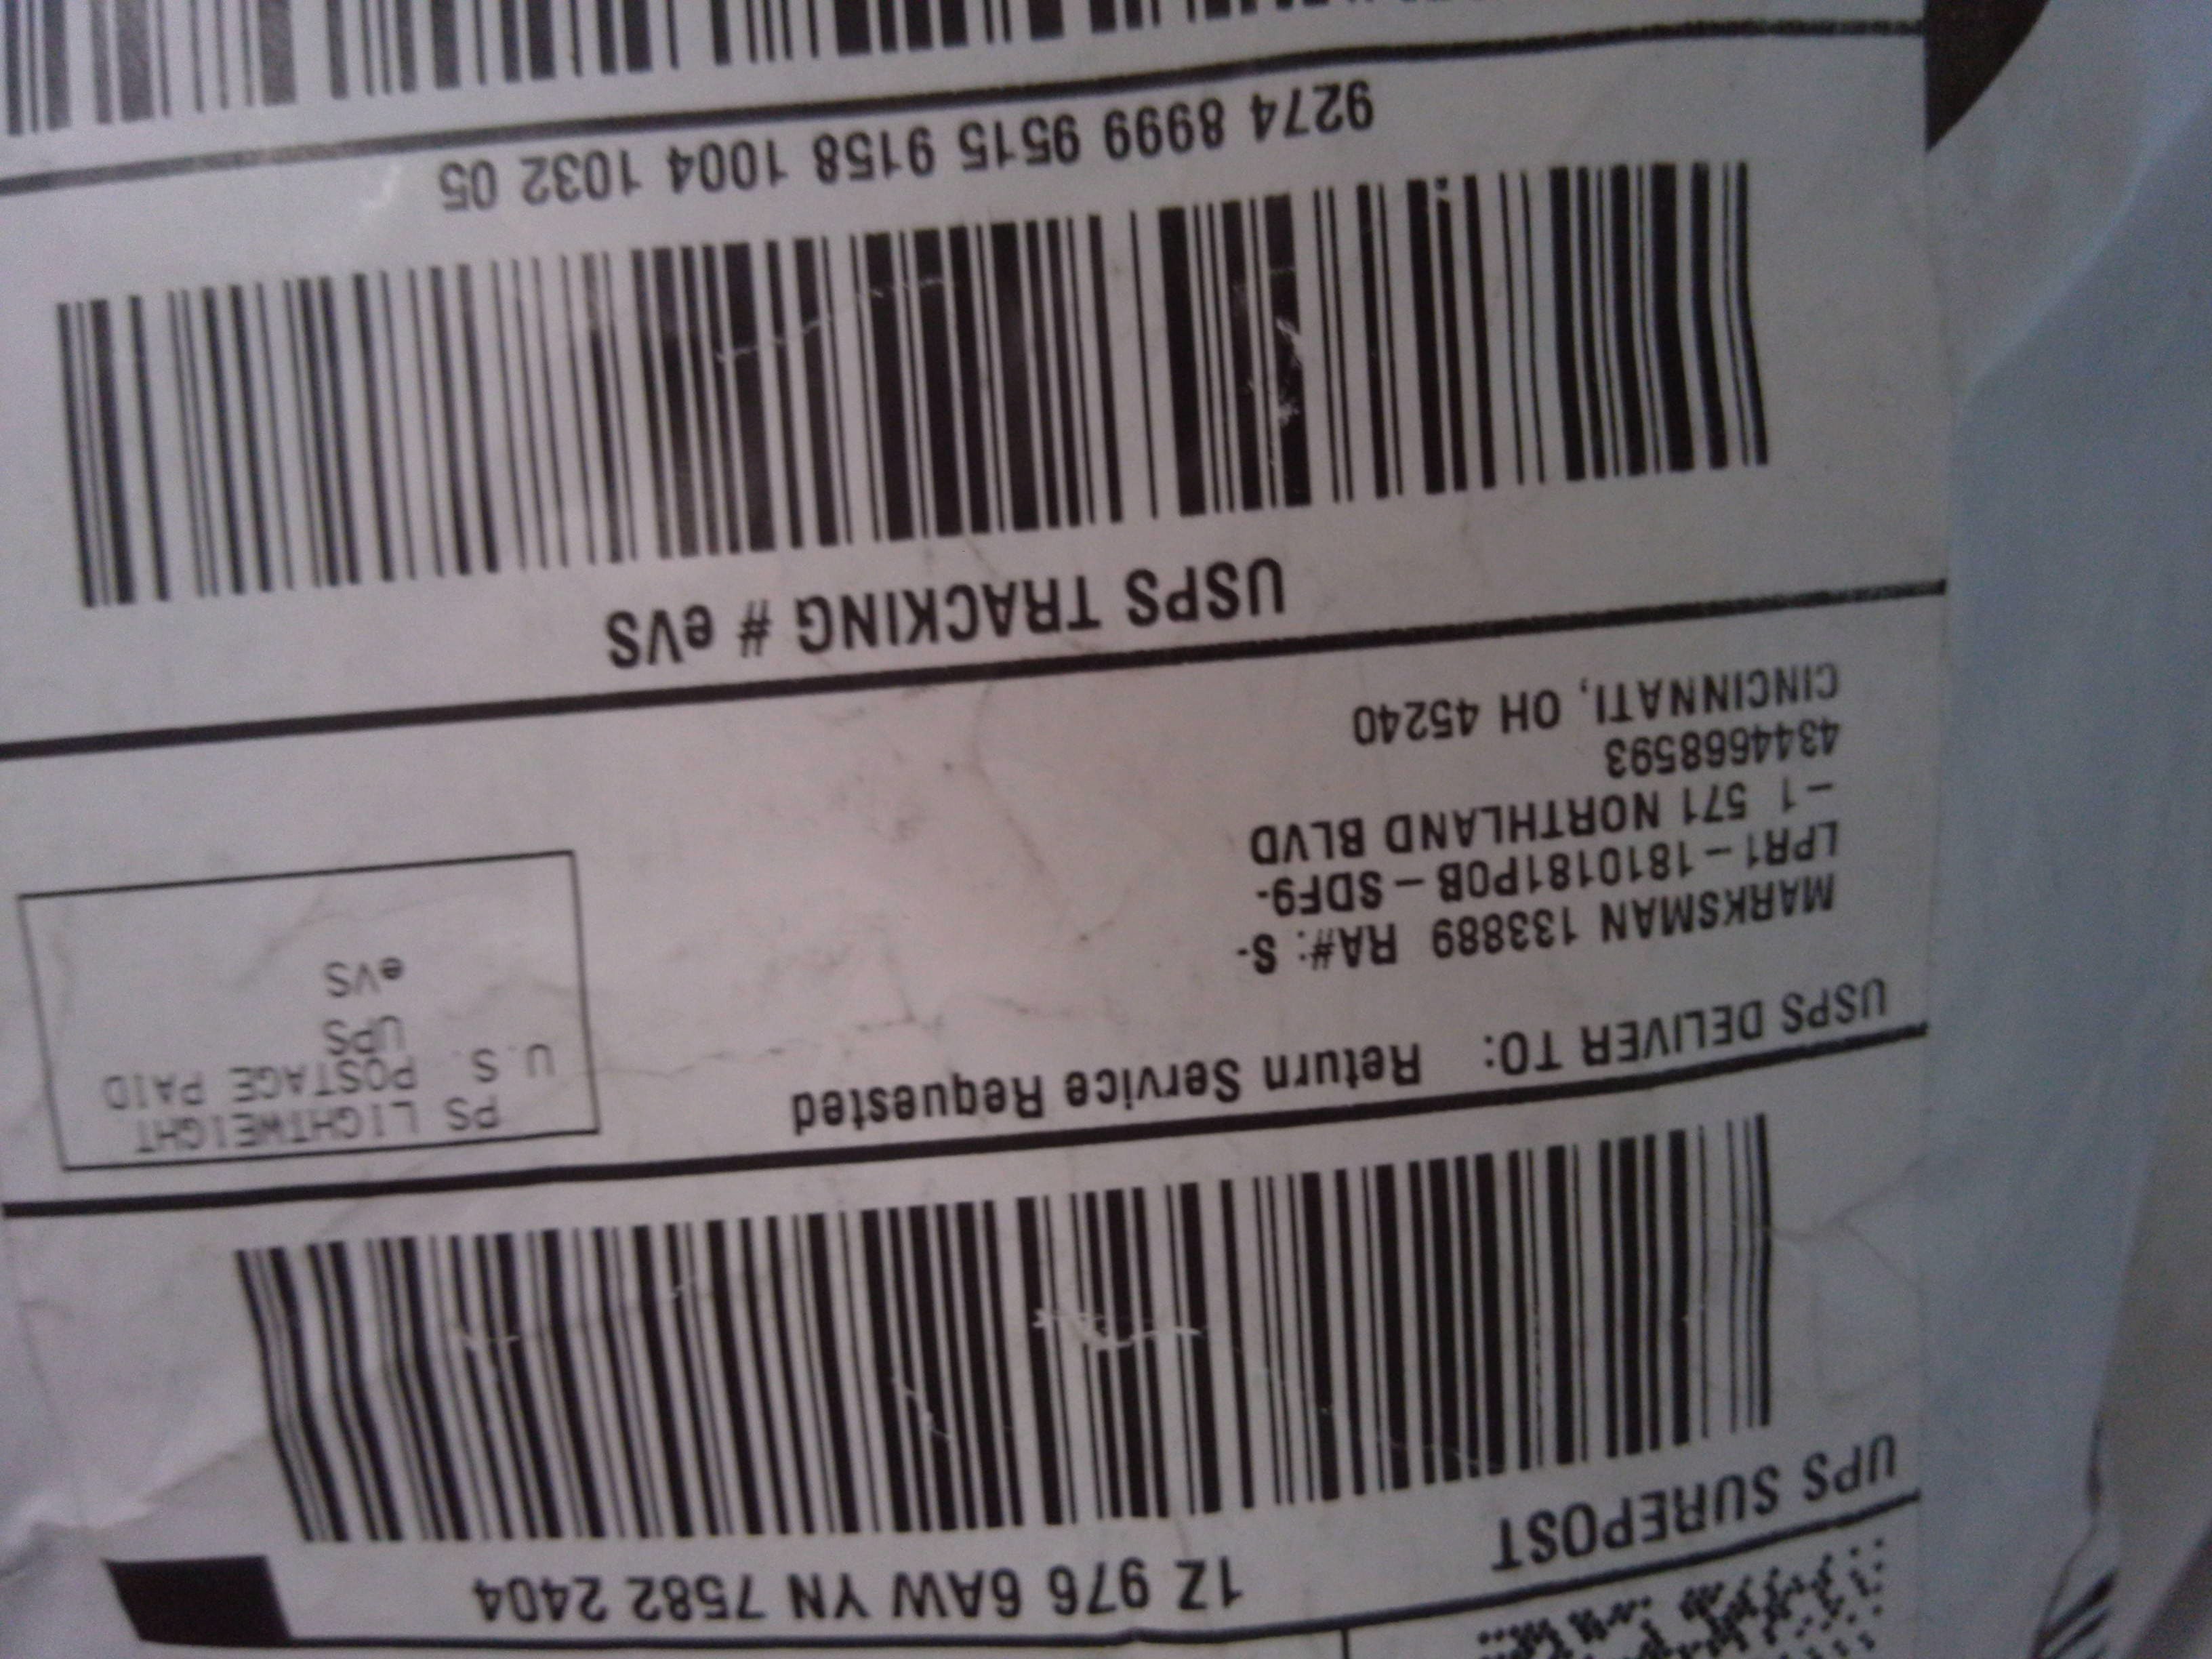 UPS SUREPOST
1Z 976 6AW YN 7582 2404
USPS DELIVER TO: Return Service Requested
MARKSMAN 133889 RA#: S-
LPR1-1810181P0B-SDF9-
-1 571 NORTHLAND BLVD
4344668593
CINCINNATI, OH 45240
PS LIGHTWEIGHT
U.S. POSTAGE PAID
UPS
eVS
USPS TRACKING # eVS
9274 8999 9515 9158 1004 1032 05